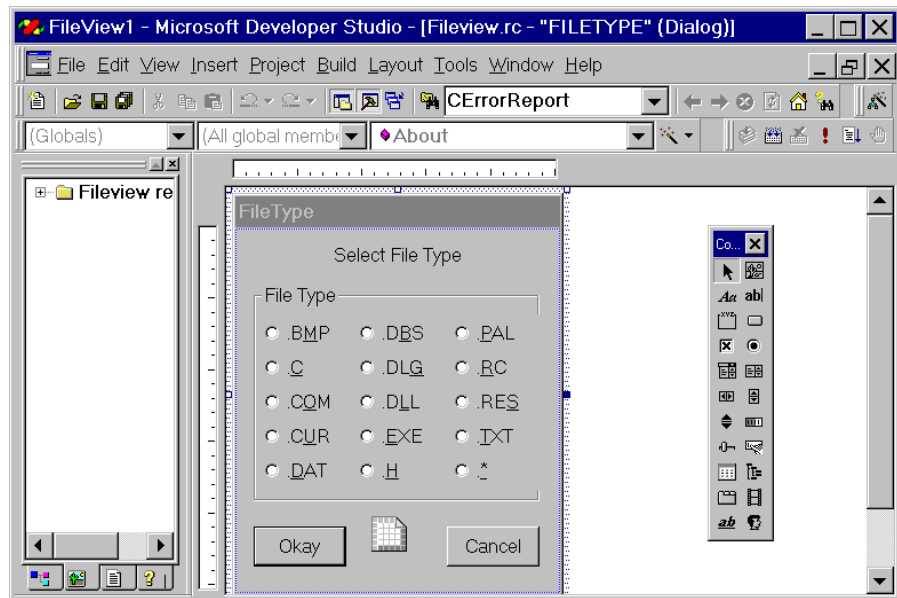 FileView1 - Microsoft Developer Studio - [Fileview.rc - "FILETYPE" (Dialog)]
File Edit View Insert Project Build Layout Tools Window Help
CErrorReport
(Globals) (All global membe About
Fileview re
FileType
Select File Type
File Type
.BMP .DBS .PAL
.C .DLG .RC
.COM .DLL .RES
.CUR .EXE .TXT
.DAT .H .*
Okay Cancel
Co...
Aa ab|
xyz
ab